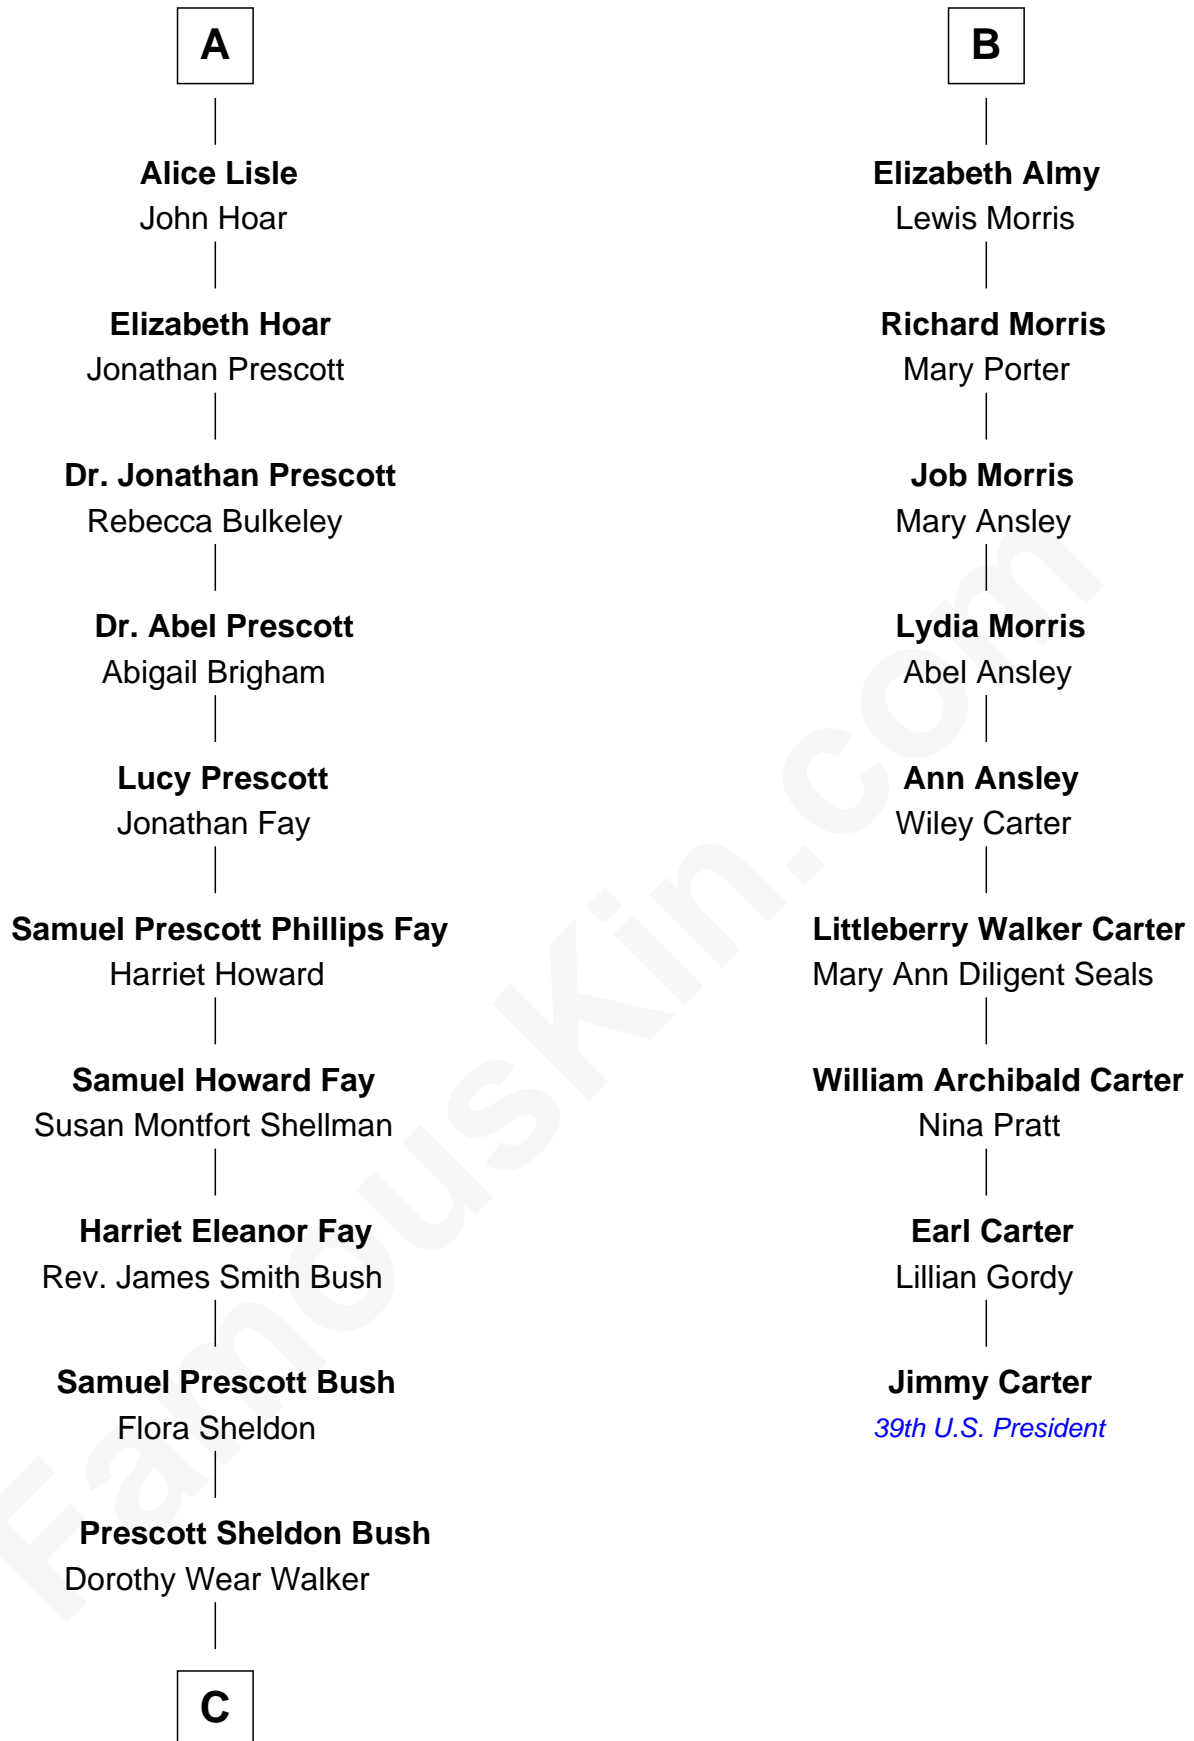 A
Alice Lisle
John Hoar
Elizabeth Hoar
Jonathan Prescott
Dr. Jonathan Prescott
Rebecca Bulkeley
Dr. Abel Prescott
Abigail Brigham
Lucy Prescott
Jonathan Fay
Samuel Prescott Phillips Fay
Harriet Howard
Samuel Howard Fay
Susan Montfort Shellman
Harriet Eleanor Fay
Rev. James Smith Bush
Samuel Prescott Bush
Flora Sheldon
Prescott Sheldon Bush
Dorothy Wear Walker
C
B
Elizabeth Almy
Lewis Morris
Richard Morris
Mary Porter
Job Morris
Mary Ansley
Lydia Morris
Abel Ansley
Ann Ansley
Wiley Carter
Littleberry Walker Carter
Mary Ann Diligent Seals
William Archibald Carter
Nina Pratt
Earl Carter
Lillian Gordy
Jimmy Carter
39th U.S. President
FamousKin.com